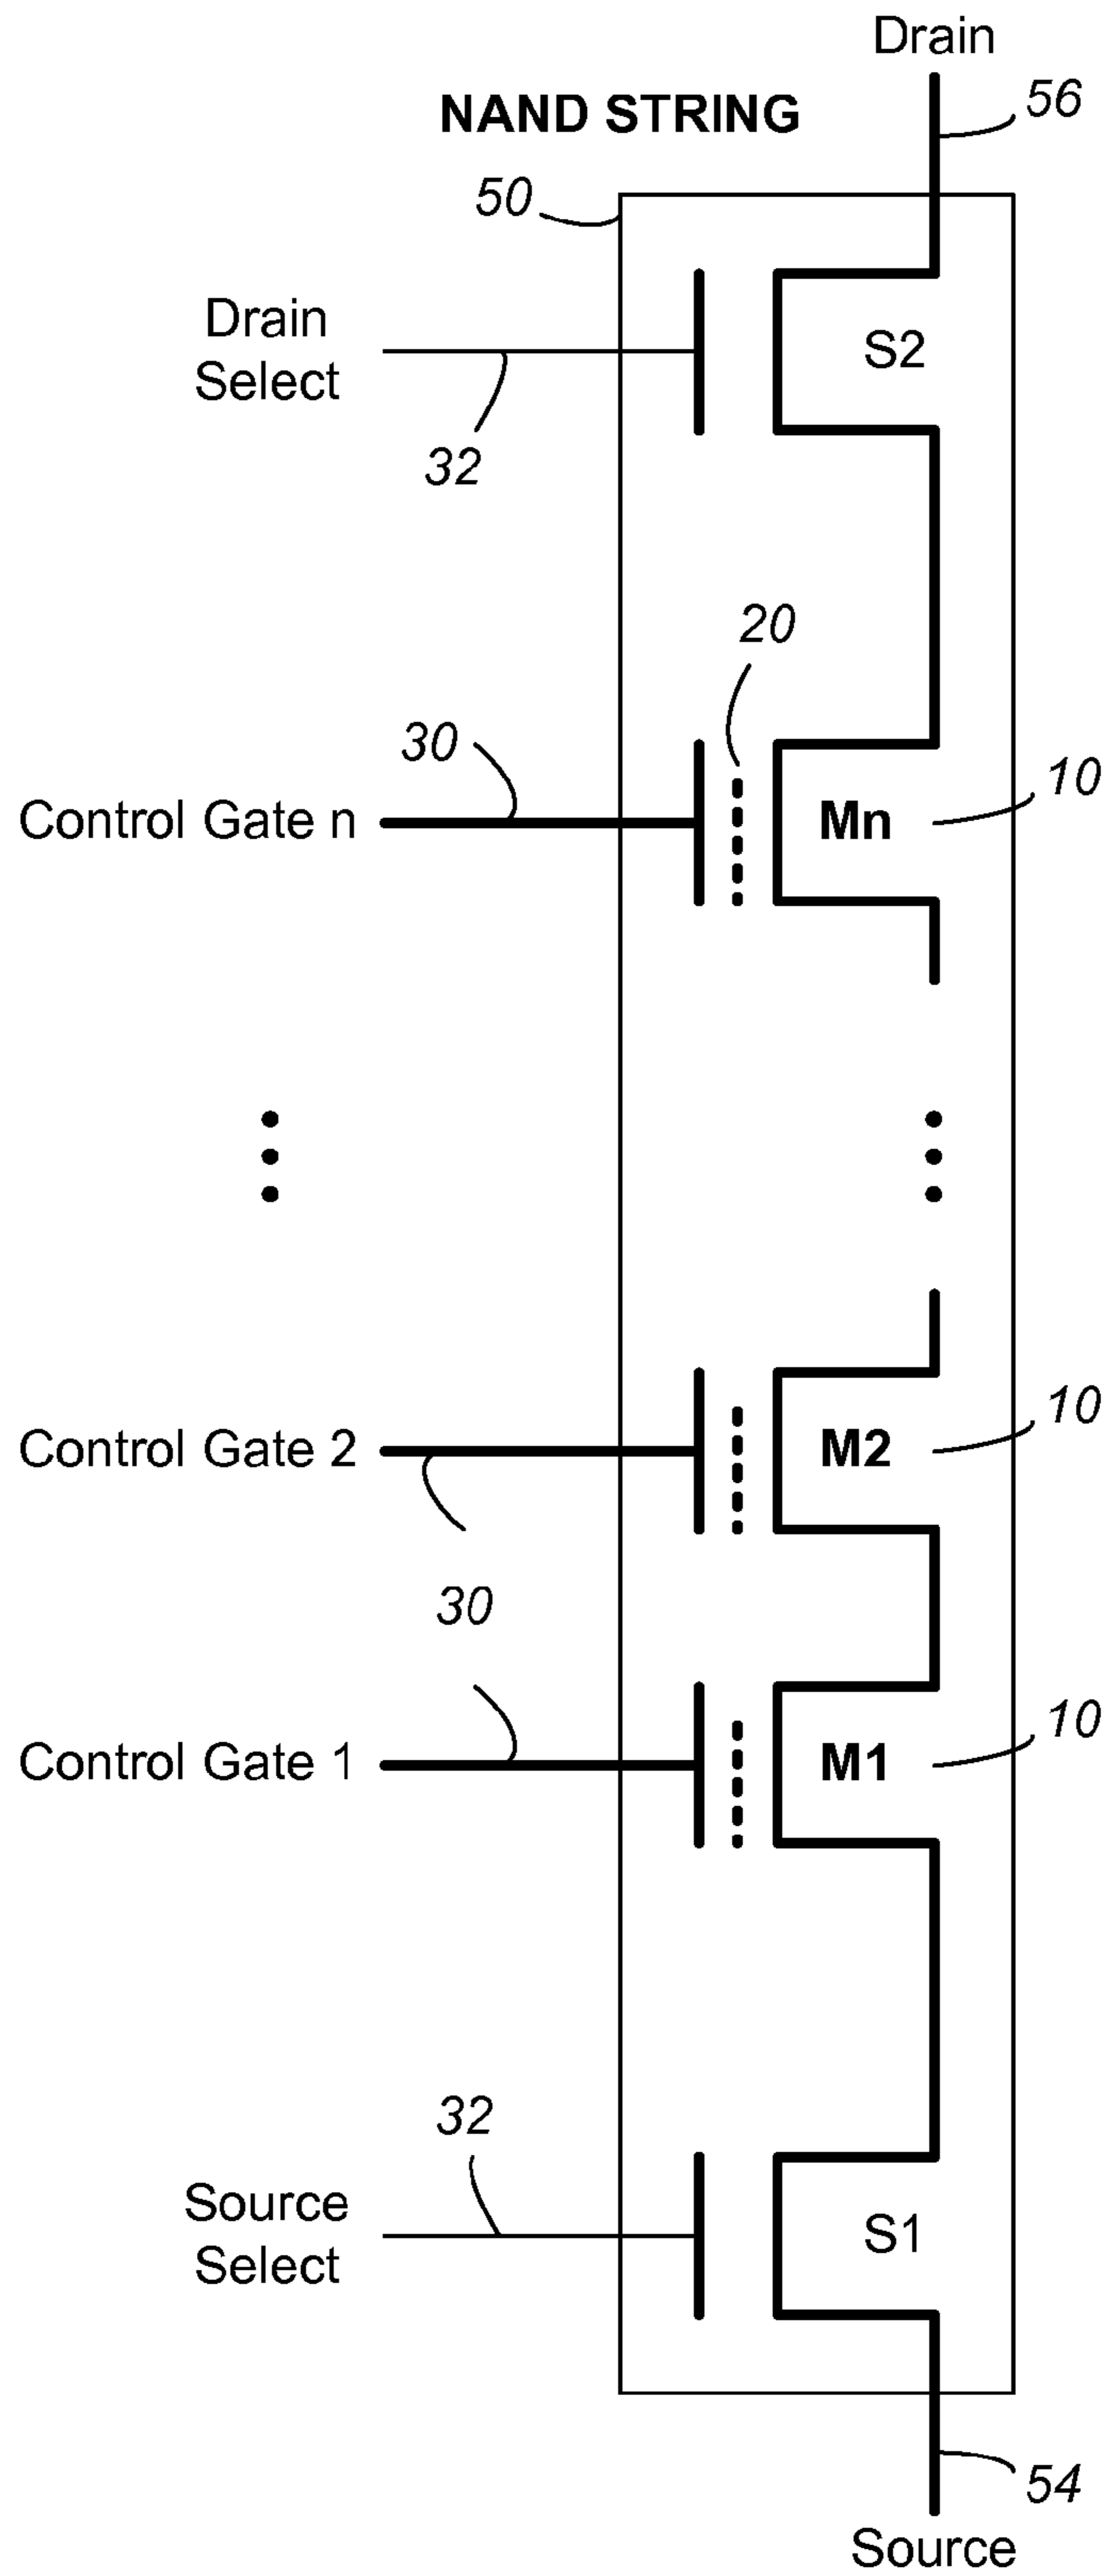 Drain
56
NAND STRING
50
Drain
Select
S2
32
20
30
10
Control Gate n
Mn
10
Control Gate 2
M2
30
10
Control Gate 1
M1
32
Source
Select
S1
54
Source